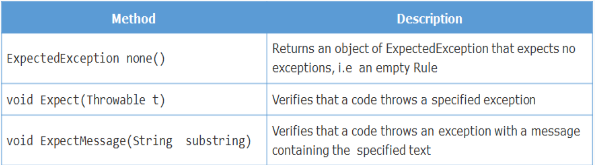 Method Description
ExpectedException none()
Returns an object of ExpectedException that expects no
exceptions, i.e an empty Rule
void Expect(Throwable t) Verifies that a code throws a specified exception
void ExpectMessage(String substring)
Verifies that a code throws an exception with a message
containing the specified text